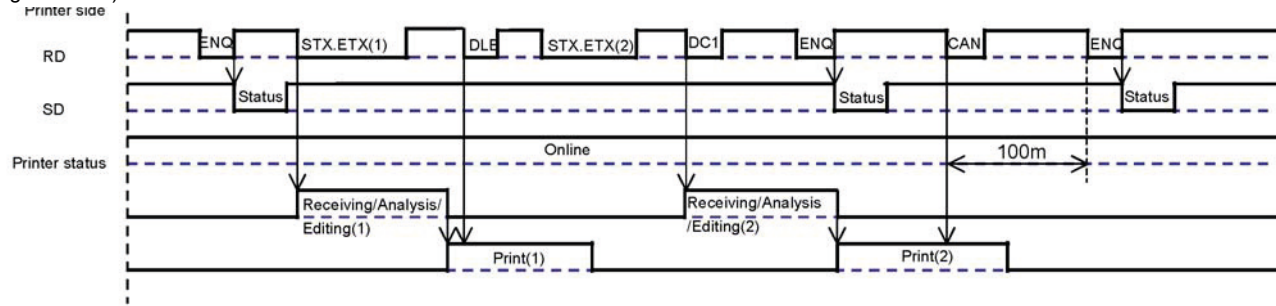 Printer side
RD
ENQ
STX.ETX(1)
DLE
STX.ETX(2)
DC1
ENQ
CAN
ENQ
SD
Status
Status
Status
Printer status
Online
100m
Receiving/Analysis/
Editing(1)
Receiving/Analysis
/Editing(2)
Print(1)
Print(2)